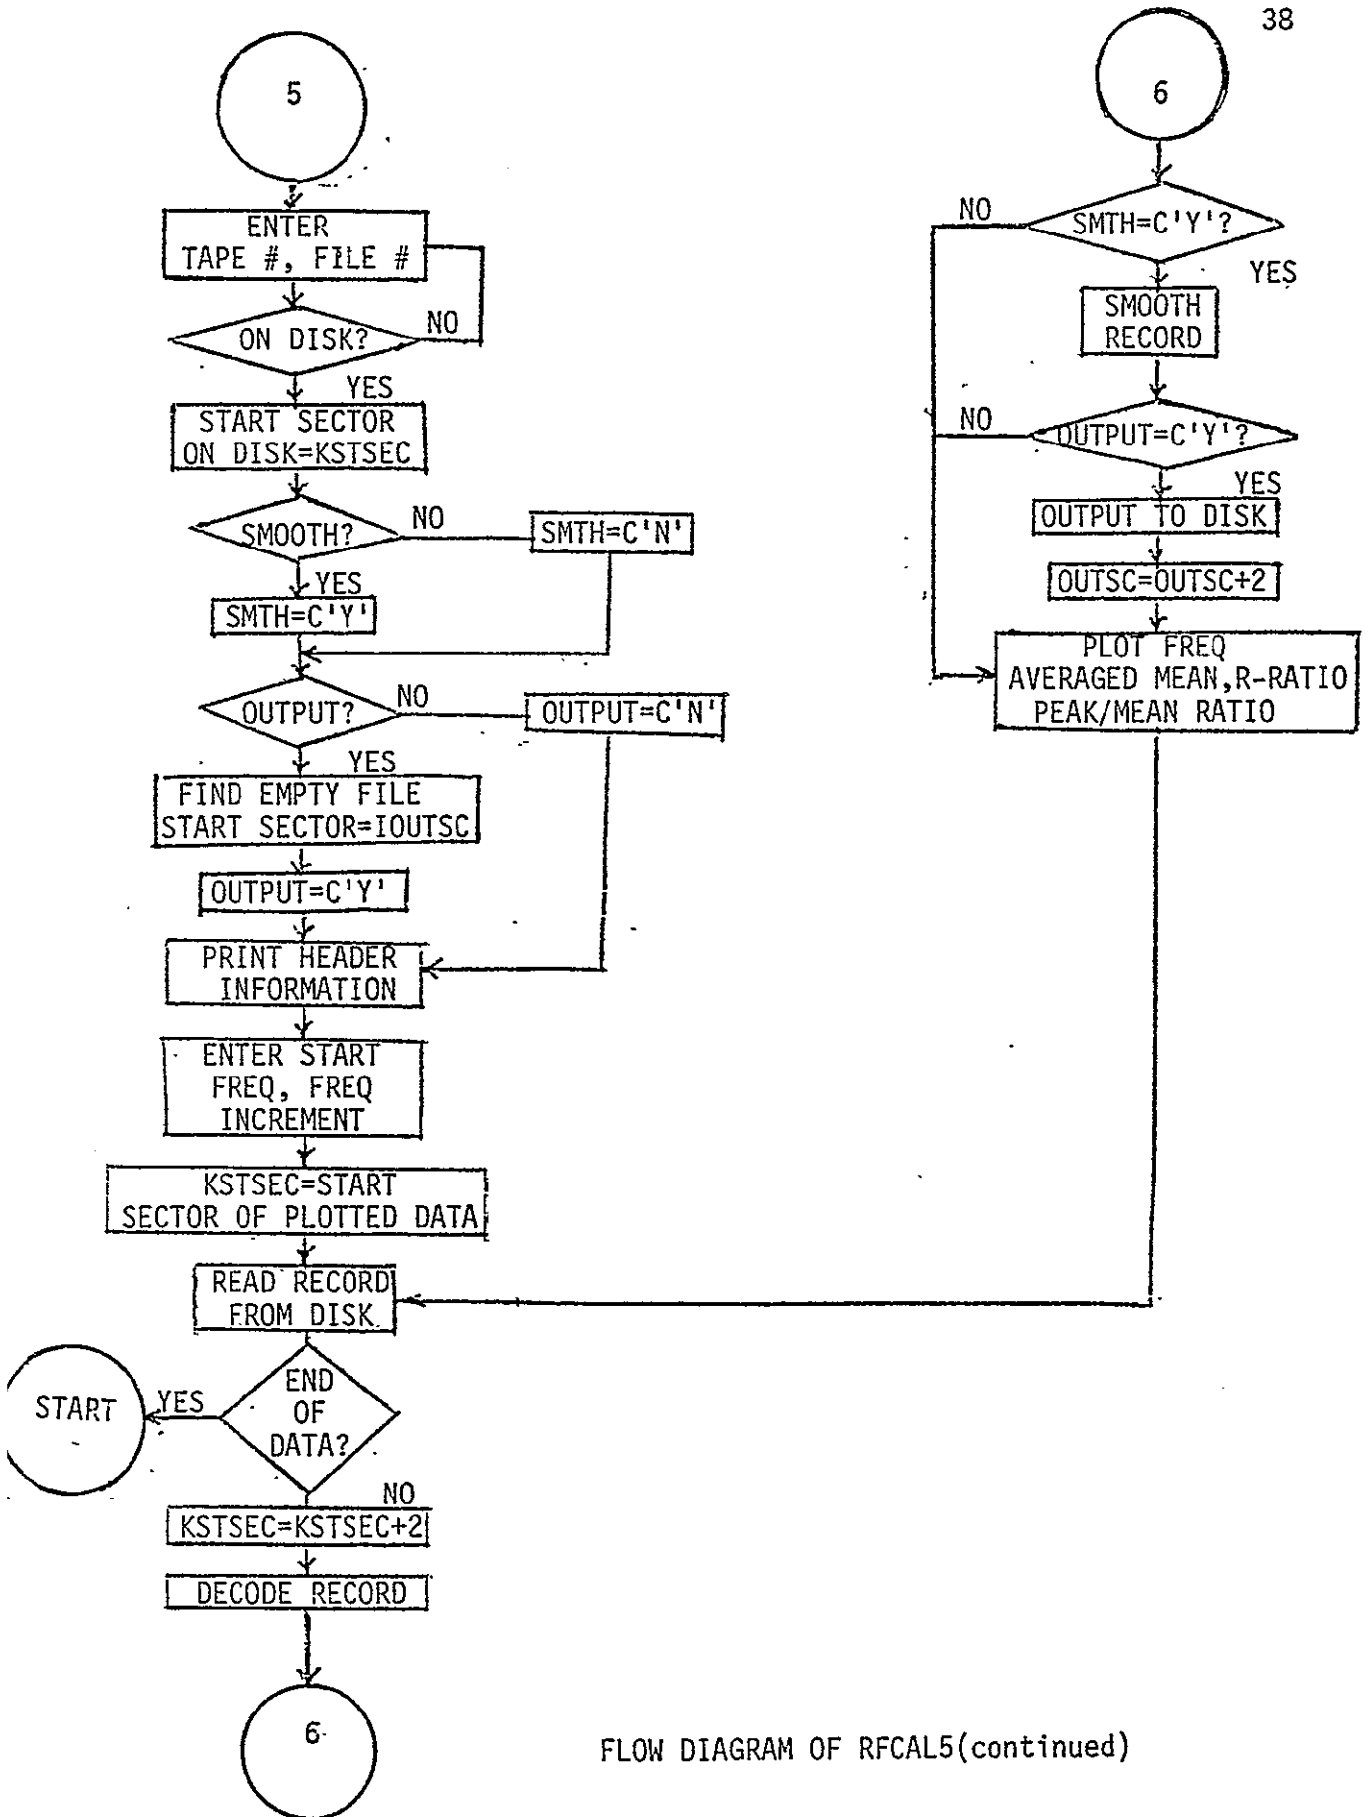 38
5
ENTER
TAPE #, FILE #
ON DISK?
NO
YES
START SECTOR
ON DISK=KSTSEC
SMOOTH?
NO
SMTH=C'N'
YES
SMTH=C'Y'
OUTPUT?
NO
OUTPUT=C'N'
YES
FIND EMPTY FILE
START SECTOR=IOUTSC
OUTPUT=C'Y'
PRINT HEADER
INFORMATION
ENTER START
FREQ, FREQ
INCREMENT
KSTSEC=START
SECTOR OF PLOTTED DATA
READ RECORD
FROM DISK
END
OF
DATA?
YES
START
NO
KSTSEC=KSTSEC+2
DECODE RECORD
6
6
SMTH=C'Y'?
NO
YES
SMOOTH
RECORD
OUTPUT=C'Y'?
NO
YES
OUTPUT TO DISK
OUTSC=OUTSC+2
PLOT FREQ
AVERAGED MEAN,R-RATIO
PEAK/MEAN RATIO
FLOW DIAGRAM OF RFCAL5(continued)